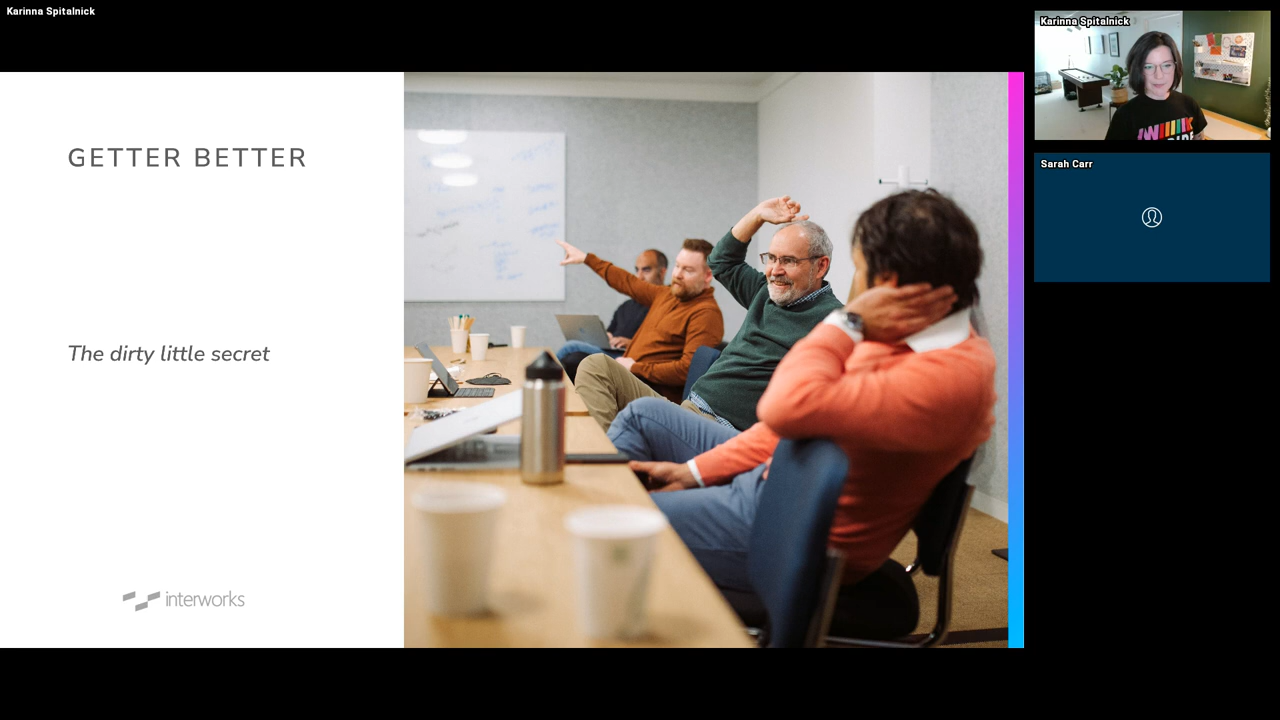 Karinna Spitalnick
GETTER BETTER
The dirty little secret
interworks
Karinna Spitalnick
Sarah Carr